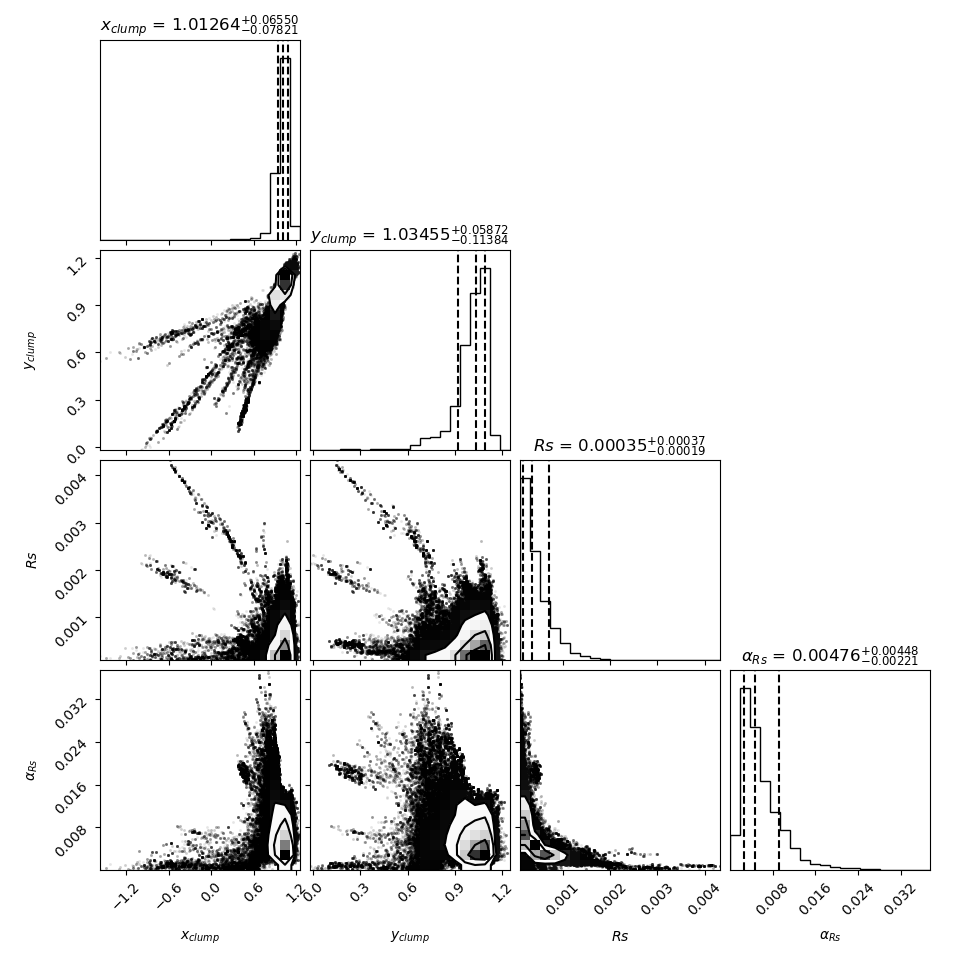 x_clump = 1.01264 +0.06550 −0.07821
y_clump = 1.03455 +0.05872 −0.11384
1.2
0.9
0.6
0.3
0.0
y_clump
Rs = 0.00035 +0.00037 −0.00019
0.004
0.003
0.002
0.001
Rs
α_Rs = 0.00476 +0.00448 −0.00221
0.032
0.024
0.016
0.008
α_Rs
−1.2 −0.6 0.0 0.6 1.2 0.0 0.3 0.6 0.9 1.2 0.001 0.002 0.003 0.004 0.008 0.016 0.024 0.032
x_clump y_clump Rs α_Rs